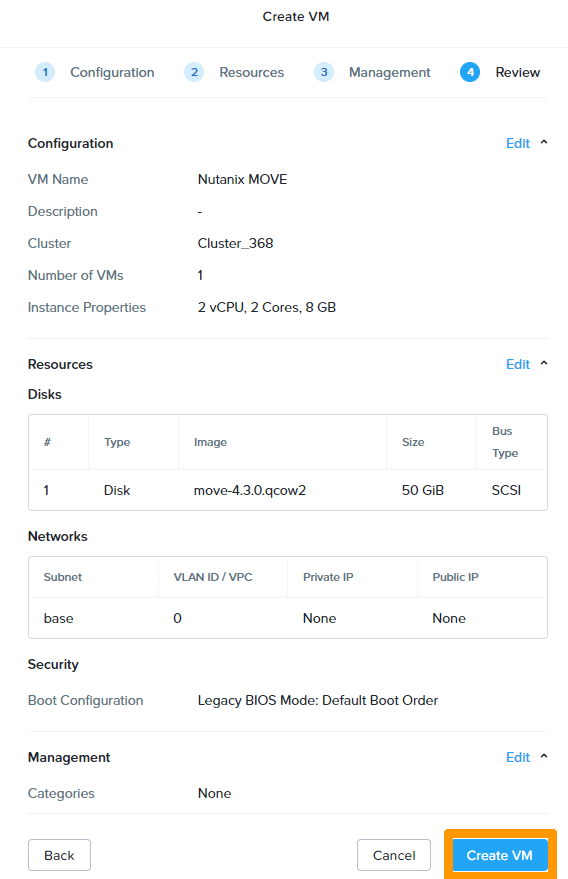 Create VM
1 Configuration 2 Resources 3 Management 4 Review
Configuration Edit
VM Name Nutanix MOVE
Description -
Cluster Cluster_368
Number of VMs 1
Instance Properties 2 vCPU, 2 Cores, 8 GB
Resources Edit
Disks
# Type Image Size Bus Type
1 Disk move-4.3.0.qcow2 50 GiB SCSI
Networks
Subnet VLAN ID / VPC Private IP Public IP
base 0 None None
Security
Boot Configuration Legacy BIOS Mode: Default Boot Order
Management Edit
Categories None
Back Cancel Create VM